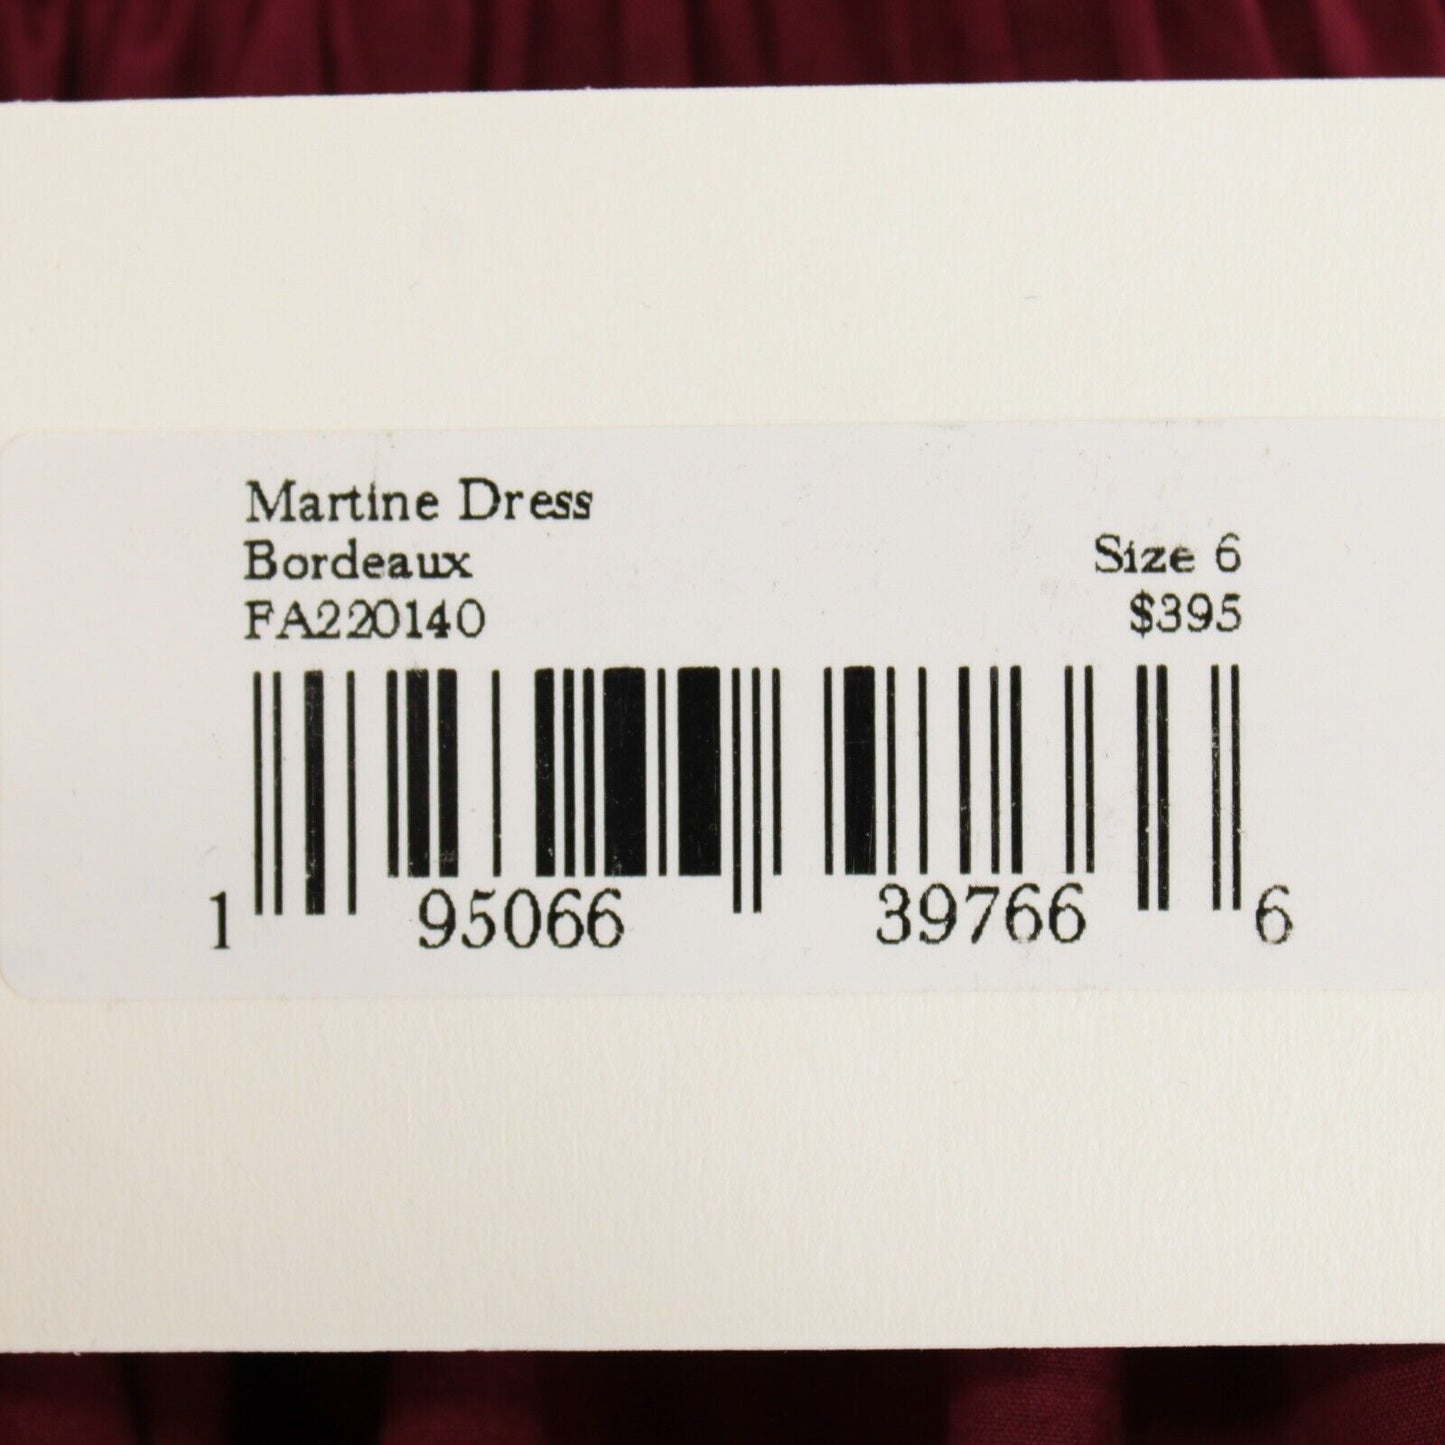 Martine Dress
Bordeaux Size 6
FA220140 $395
1 95066 39766 6